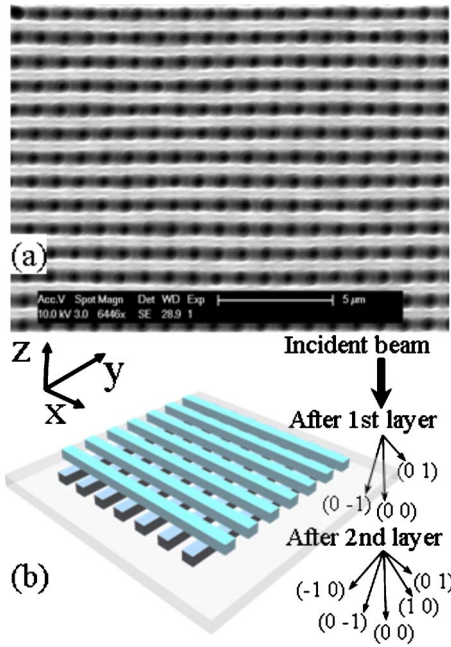 (a)
Acc.V Spot Magn Det WD Exp
10.0 kV 3.0 6446x SE 28.9 1
5 µm
z
y
x
Incident beam
After 1st layer
(0 1)
(0 -1)
(0 0)
After 2nd layer
(-1 0)
(0 1)
(0 -1)
(1 0)
(0 0)
(b)